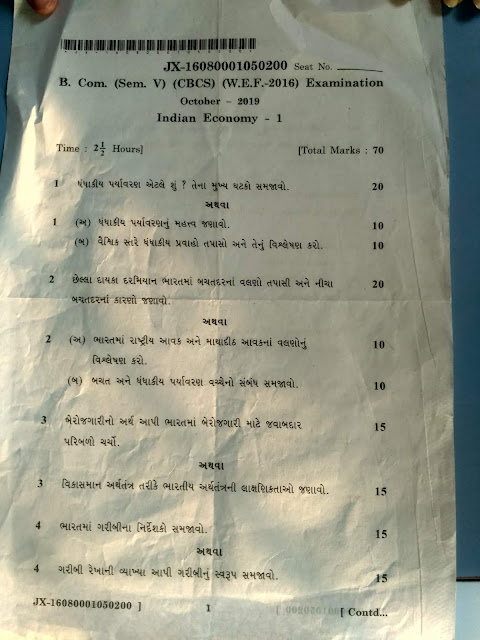 JX-16080001050200 Seat No. ________
B. Com. (Sem. V) (CBCS) (W.E.F.-2016) Examination
October - 2019
Indian Economy - 1
Time : 2 1/2 Hours] [Total Marks : 70
1 ધંધાકીય પર્યાવરણ એટલે શું ? તેના મુખ્ય ઘટકો સમજાવો. 20
અથવા
1 (અ) ધંધાકીય પર્યાવરણનું મહત્ત્વ જણાવો. 10
(બ) વૈશ્વિક સ્તરે ધંધાકીય પ્રવાહો તપાસો અને તેનું વિશ્લેષણ કરો. 10
2 છેલ્લા દાયકા દરમિયાન ભારતમાં બચતદરનાં વલણો તપાસી અને નીચા 20
બચતદરનાં કારણો જણાવો.
અથવા
2 (અ) ભારતમાં રાષ્ટ્રીય આવક અને માથાદીઠ આવકનાં વલણોનું 10
વિશ્લેષણ કરો.
(બ) બચત અને ધંધાકીય પર્યાવરણ વચ્ચેનો સંબંધ સમજાવો. 10
3 બેરોજગારીનો અર્થ આપી ભારતમાં બેરોજગારી માટે જવાબદાર 15
પરિબળો ચર્ચો.
અથવા
3 વિકાસમાન અર્થતંત્ર તરીકે ભારતીય અર્થતંત્રની લાક્ષણિકતાઓ જણાવો. 15
4 ભારતમાં ગરીબીના નિર્દેશકો સમજાવો. 15
અથવા
4 ગરીબી રેખાની વ્યાખ્યા આપી ગરીબીનું સ્વરૂપ સમજાવો. 15
JX-16080001050200 ] 1 [ Contd...